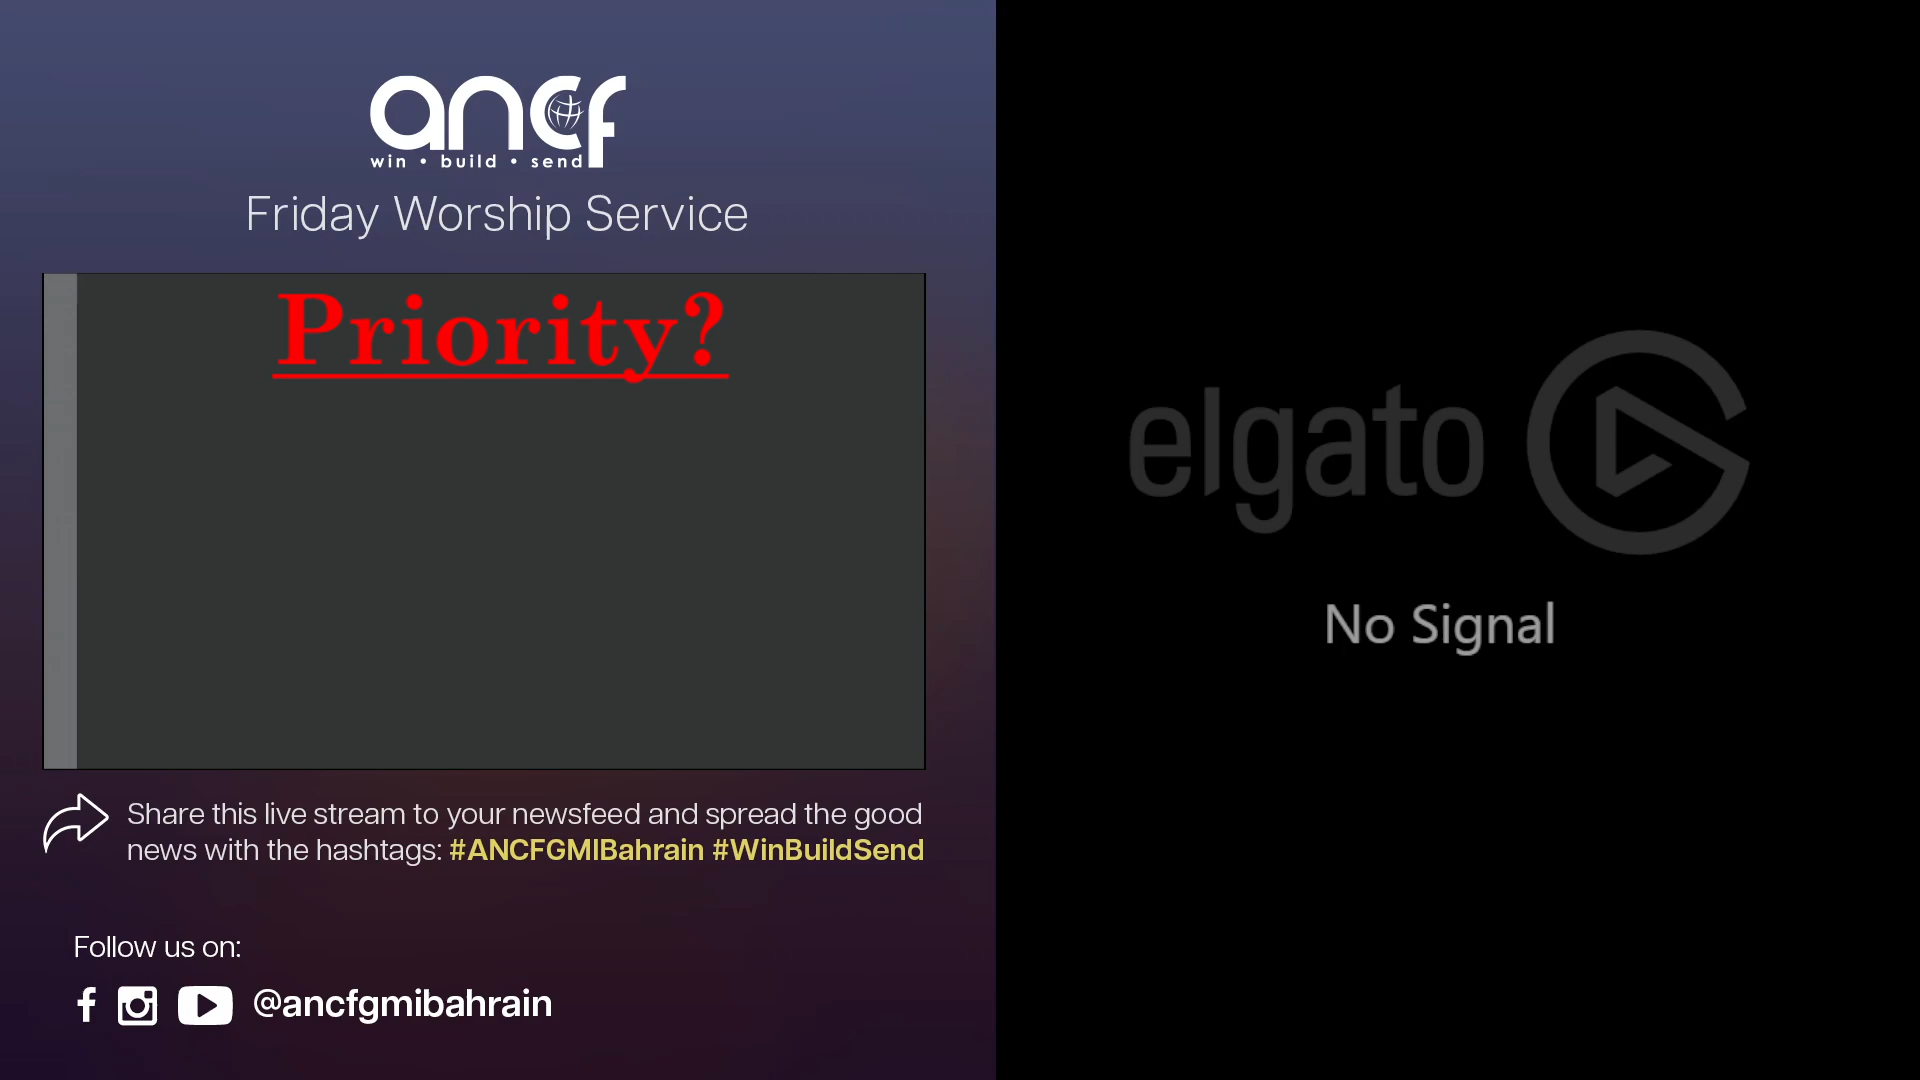 ancf
win • build • send
Friday Worship Service
Priority?
Share this live stream to your newsfeed and spread the good
news with the hashtags: #ANCFGMIBahrain #WinBuildSend
Follow us on:
@ancfgmibahrain
elgato
No Signal